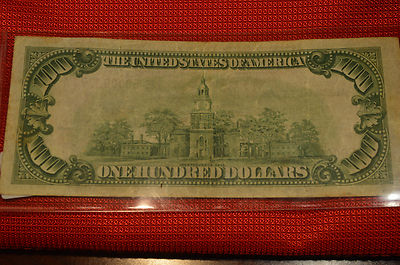 THE UNITED STATES OF AMERICA
100 100
100 100
ONE HUNDRED DOLLARS